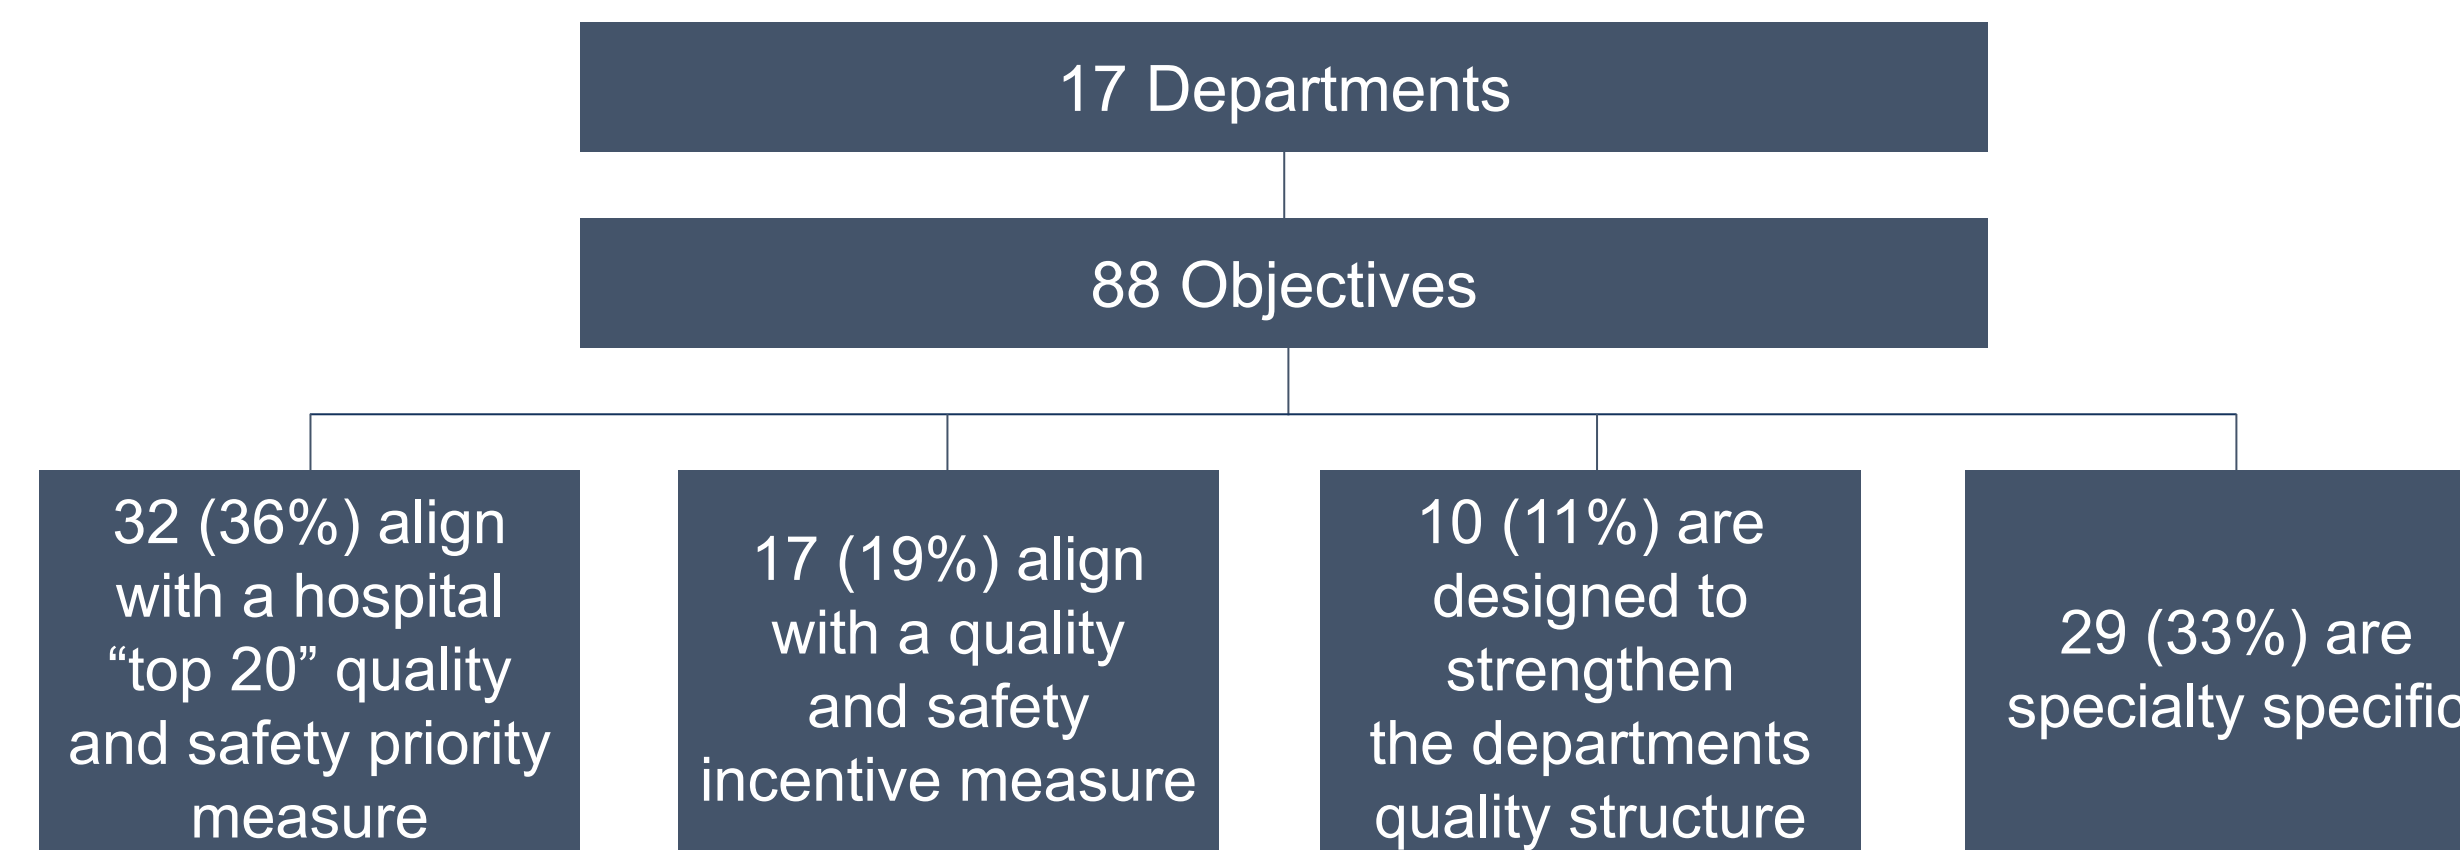 17 Departments
88 Objectives
32 (36%) align
with a hospital
“top 20” quality
and safety priority
measure
17 (19%) align
with a quality
and safety
incentive measure
10 (11%) are
designed to
strengthen
the departments
quality structure
29 (33%) are
specialty specific